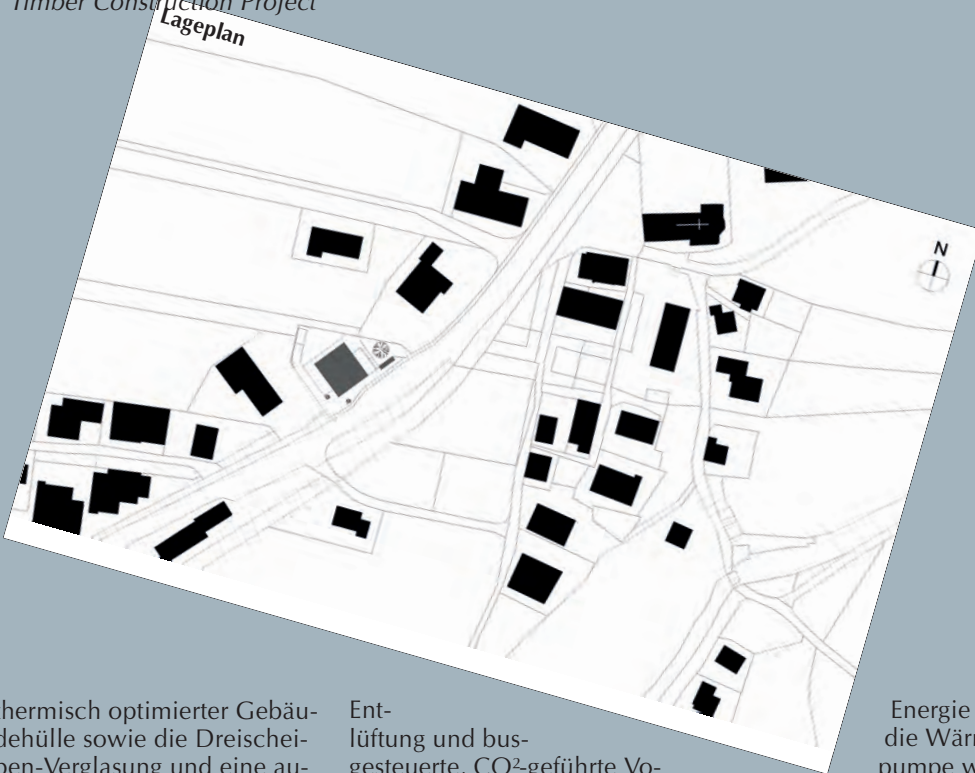 Timber Construction Project
Lageplan
N
thermisch optimierter Gebäu-
dehülle sowie die Dreischei-
ben-Verglasung und eine au-
Ent-
lüftung und bus-
gesteuerte, CO²-geführte Vo-
Energie
die Wärm
pumpe w